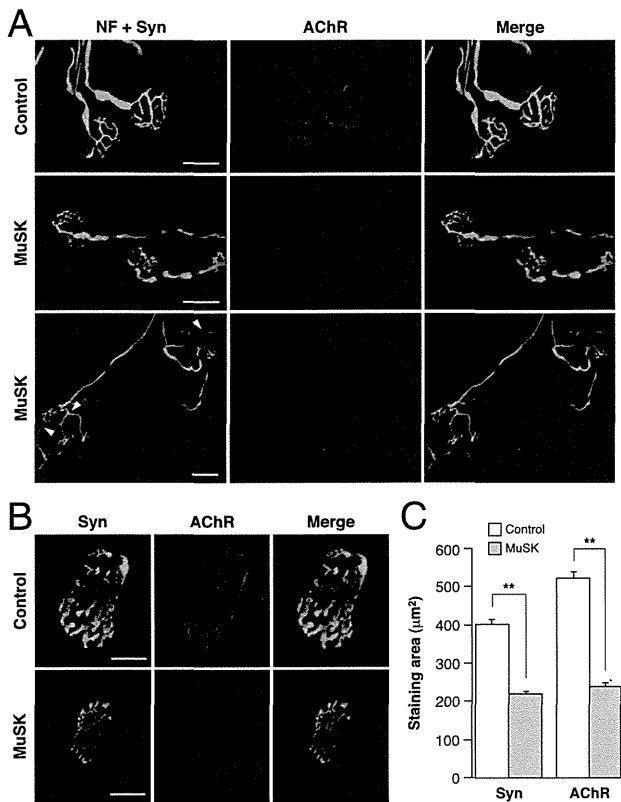 A
NF + Syn AChR Merge
Control
MuSK
MuSK
B
Syn AChR Merge
Control
MuSK
C
Control
MuSK
600
500
400
300
200
100
0
Staining area (μm²)
**
**
Syn AChR